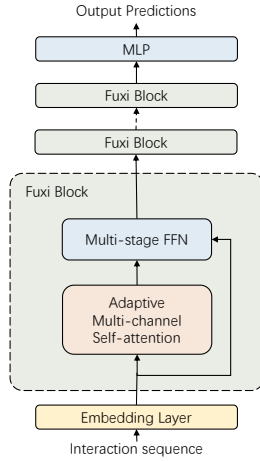 Output Predictions
MLP
Fuxi Block
Fuxi Block
Fuxi Block
Multi-stage FFN
Adaptive
Multi-channel
Self-attention
Embedding Layer
Interaction sequence